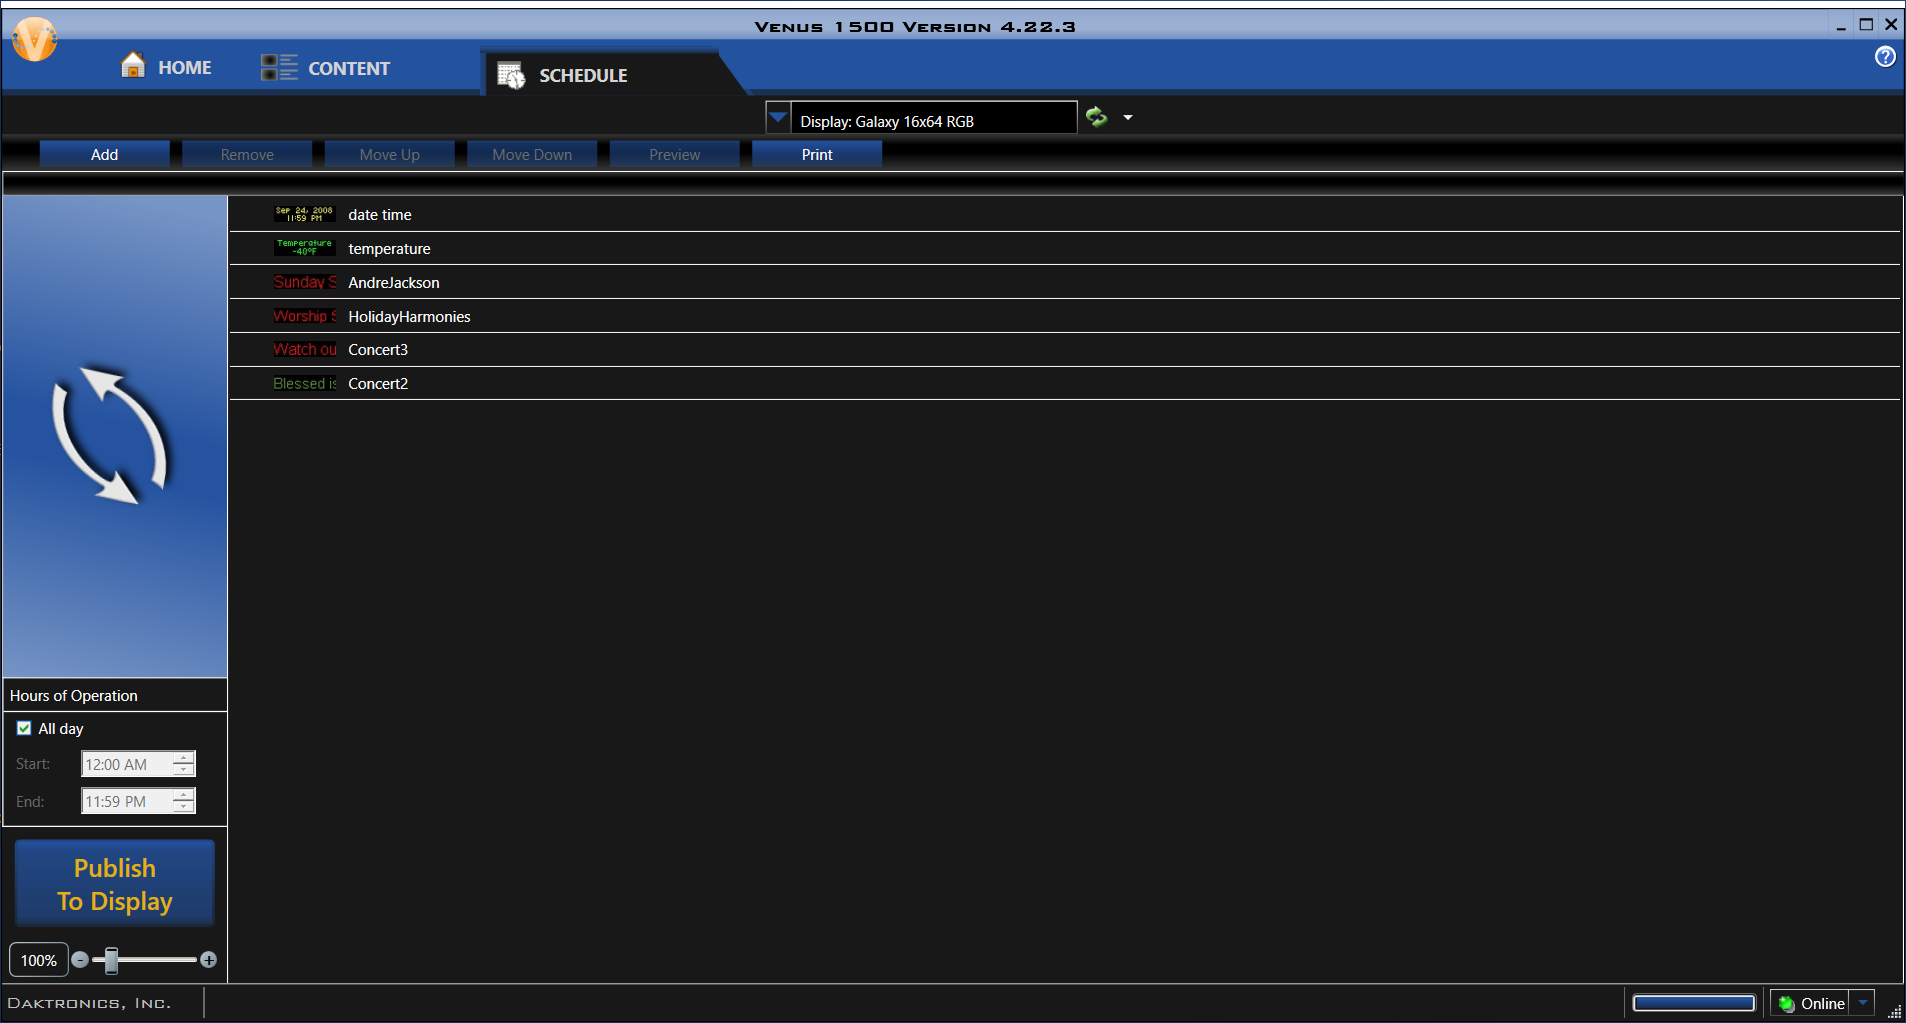 Venus 1500 Version 4.22.3
HOME
CONTENT
SCHEDULE
Display: Galaxy 16x64 RGB
Add
Remove
Move Up
Move Down
Preview
Print
Sep 24, 2008
11:59 PM
date time
Temperature
-40°F
temperature
Sunday S
AndreJackson
Worship S
HolidayHarmonies
Watch ou
Concert3
Blessed is
Concert2
Hours of Operation
All day
Start:
12:00 AM
End:
11:59 PM
Publish
To Display
100%
Daktronics, Inc.
Online